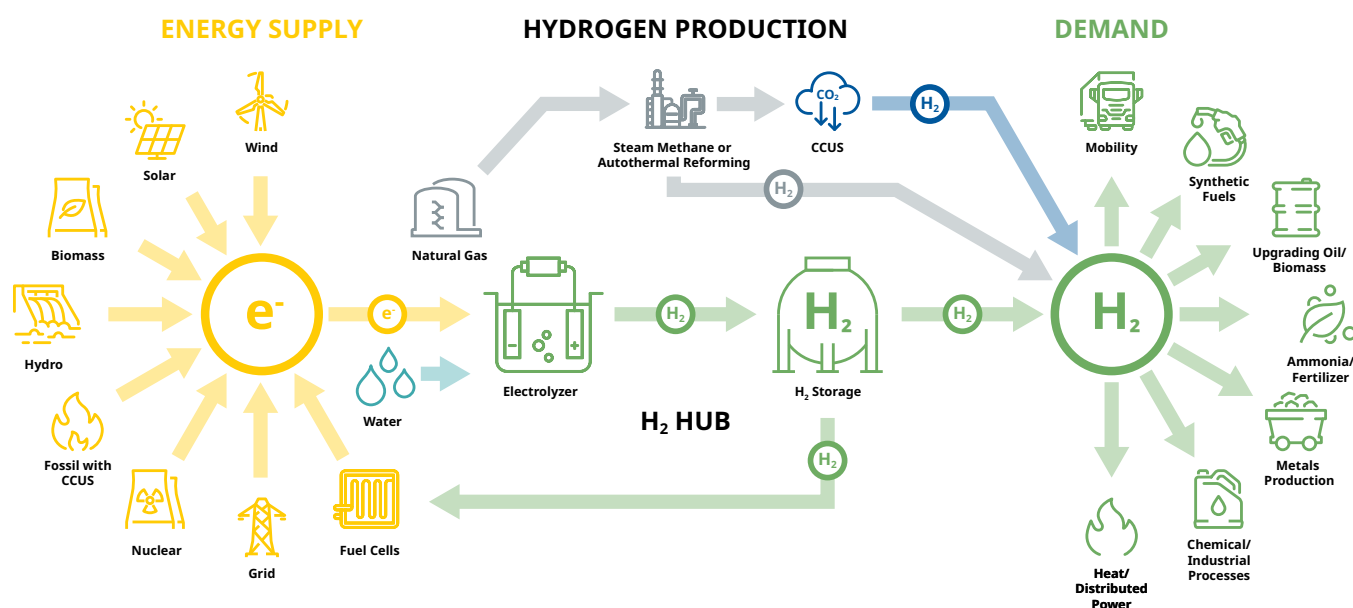 ENERGY SUPPLY
HYDROGEN PRODUCTION
DEMAND
Wind
Solar
Biomass
Hydro
Fossil with
CCUS
Nuclear
Grid
Fuel Cells
e-
e-
Natural Gas
Water
Steam Methane or
Autothermal Reforming
CO₂
CCUS
H₂
H₂
Electrolyzer
- +
H₂
H₂
H₂ Storage
H₂
H₂ HUB
H₂
H₂
Mobility
Synthetic
Fuels
Upgrading Oil/
Biomass
Ammonia/
Fertilizer
Metals
Production
Chemical/
Industrial
Processes
Heat/
Distributed
Power